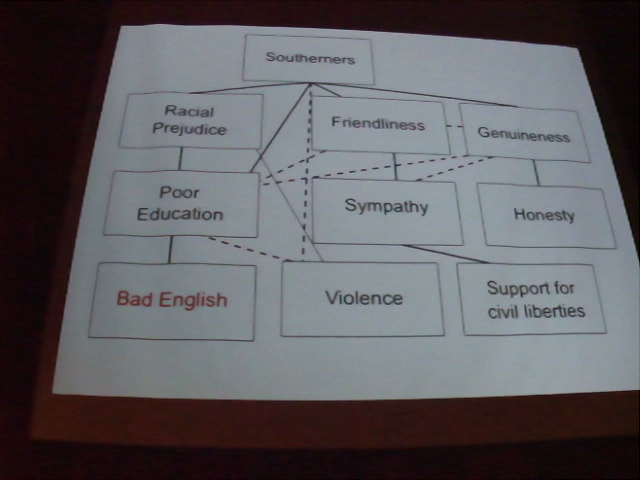 Southerners
Racial
Prejudice
Friendliness
Genuineness
Poor
Education
Sympathy
Honesty
Bad English
Violence
Support for
civil liberties